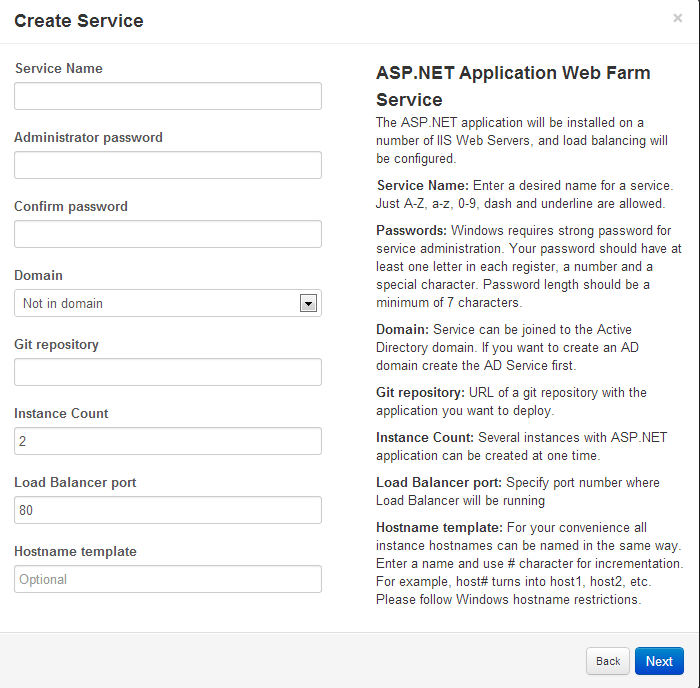 Create Service
×
Service Name
Administrator password
Confirm password
Domain
Not in domain
Git repository
Instance Count
2
Load Balancer port
80
Hostname template
Optional
ASP.NET Application Web Farm
Service
The ASP.NET application will be installed on a
number of IIS Web Servers, and load balancing will
be configured.
Service Name: Enter a desired name for a service.
Just A-Z, a-z, 0-9, dash and underline are allowed.
Passwords: Windows requires strong password for
service administration. Your password should have at
least one letter in each register, a number and a
special character. Password length should be a
minimum of 7 characters.
Domain: Service can be joined to the Active
Directory domain. If you want to create an AD
domain create the AD Service first.
Git repository: URL of a git repository with the
application you want to deploy.
Instance Count: Several instances with ASP.NET
application can be created at one time.
Load Balancer port: Specify port number where
Load Balancer will be running
Hostname template: For your convenience all
instance hostnames can be named in the same way.
Enter a name and use # character for incrementation.
For example, host# turns into host1, host2, etc.
Please follow Windows hostname restrictions.
Back
Next